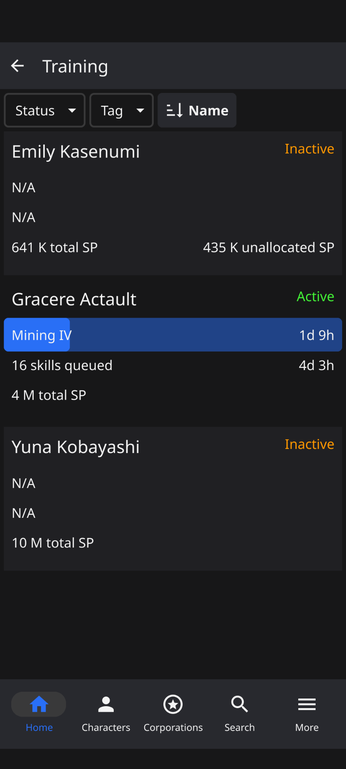 Training
Status Tag Name
Emily Kasenumi Inactive
N/A
N/A
641 K total SP 435 K unallocated SP
Gracere Actault Active
Mining IV 1d 9h
16 skills queued 4d 3h
4 M total SP
Yuna Kobayashi Inactive
N/A
N/A
10 M total SP
Home Characters Corporations Search More